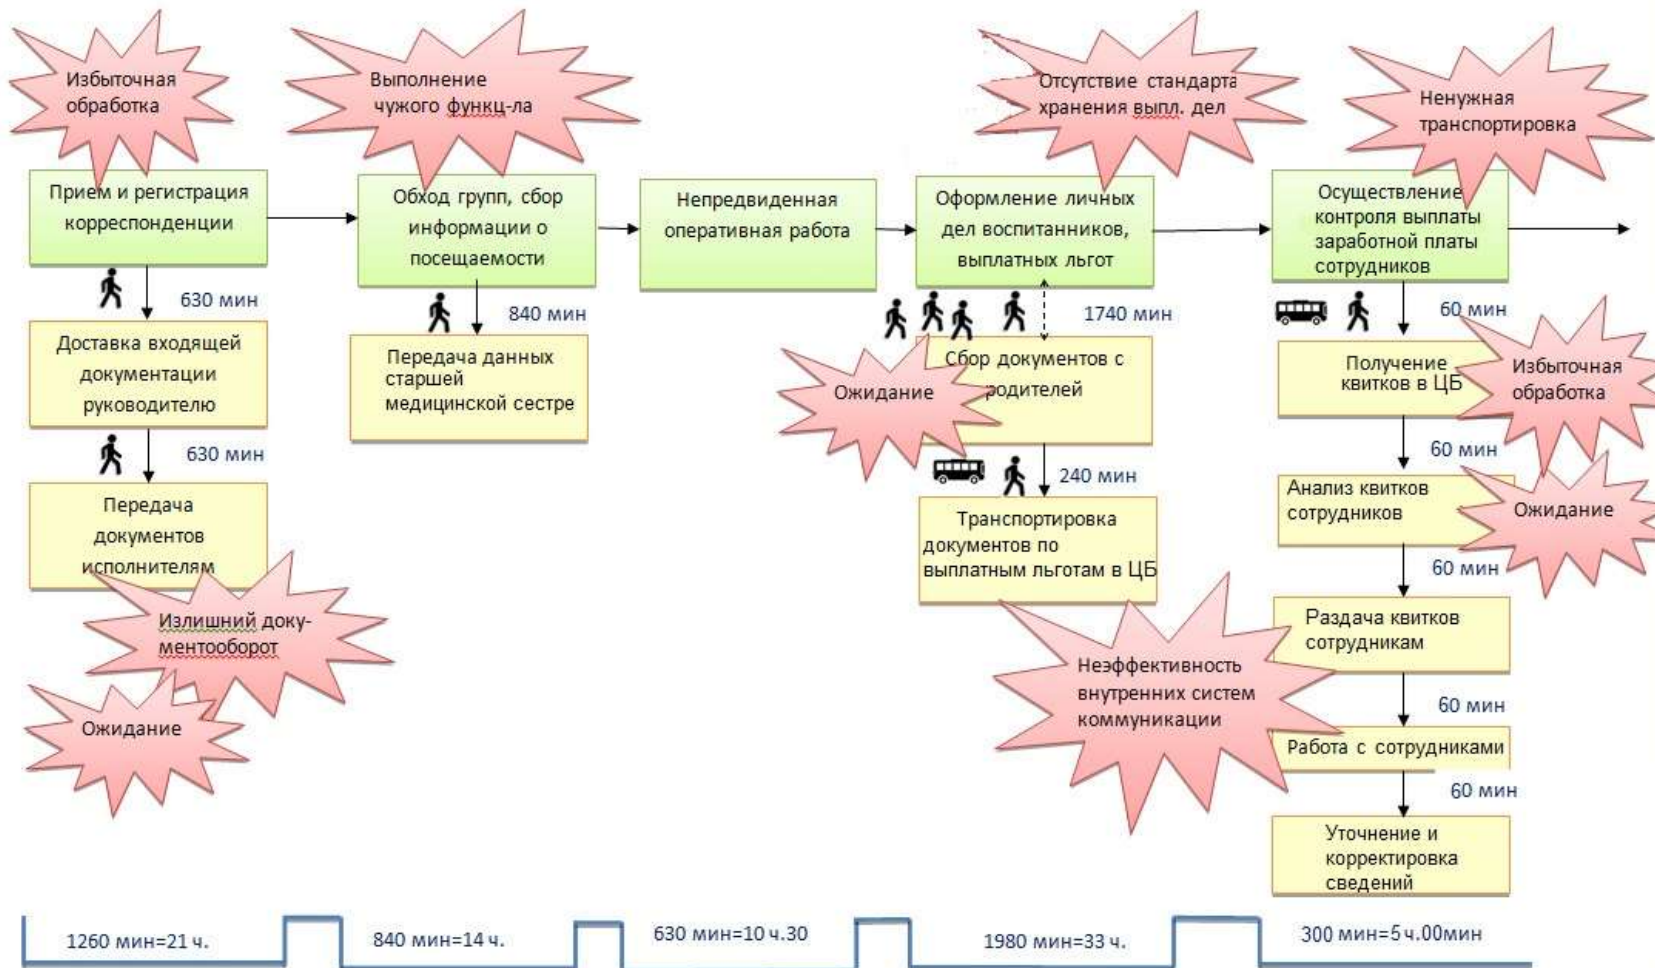 Избыточная
обработка
Выполнение
чужого функц-ла
Отсутствие стандарта
хранения выпл. дел
Ненужная
транспортировка
Прием и регистрация
корреспонденции
Обход групп, сбор
информации о
посещаемости
Непредвиденная
оперативная работа
Оформление личных
дел воспитанников,
выплатных льгот
Осуществление
контроля выплаты
заработной платы
сотрудников
630 мин
840 мин
1740 мин
60 мин
Доставка входящей
документации
руководителю
Передача данных
старшей
медицинской сестре
Ожидание
Сбор документов с
родителей
Получение
квитков в ЦБ
Избыточная
обработка
630 мин
240 мин
60 мин
Передача
документов
исполнителям
Транспортировка
документов по
выплатным льготам в ЦБ
Анализ квитков
сотрудников
Ожидание
60 мин
Излишний доку-
ментооборот
Неэффективность
внутренних систем
коммуникации
Раздача квитков
сотрудникам
Ожидание
60 мин
Работа с сотрудниками
60 мин
Уточнение и
корректировка
сведений
1260 мин=21 ч.
840 мин=14 ч.
630 мин=10 ч.30
1980 мин=33 ч.
300 мин=5 ч.00мин